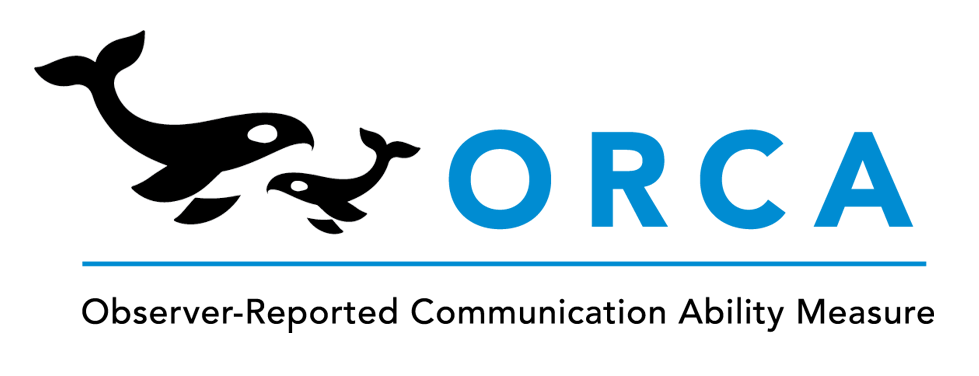 ORCA
Observer-Reported Communication Ability Measure